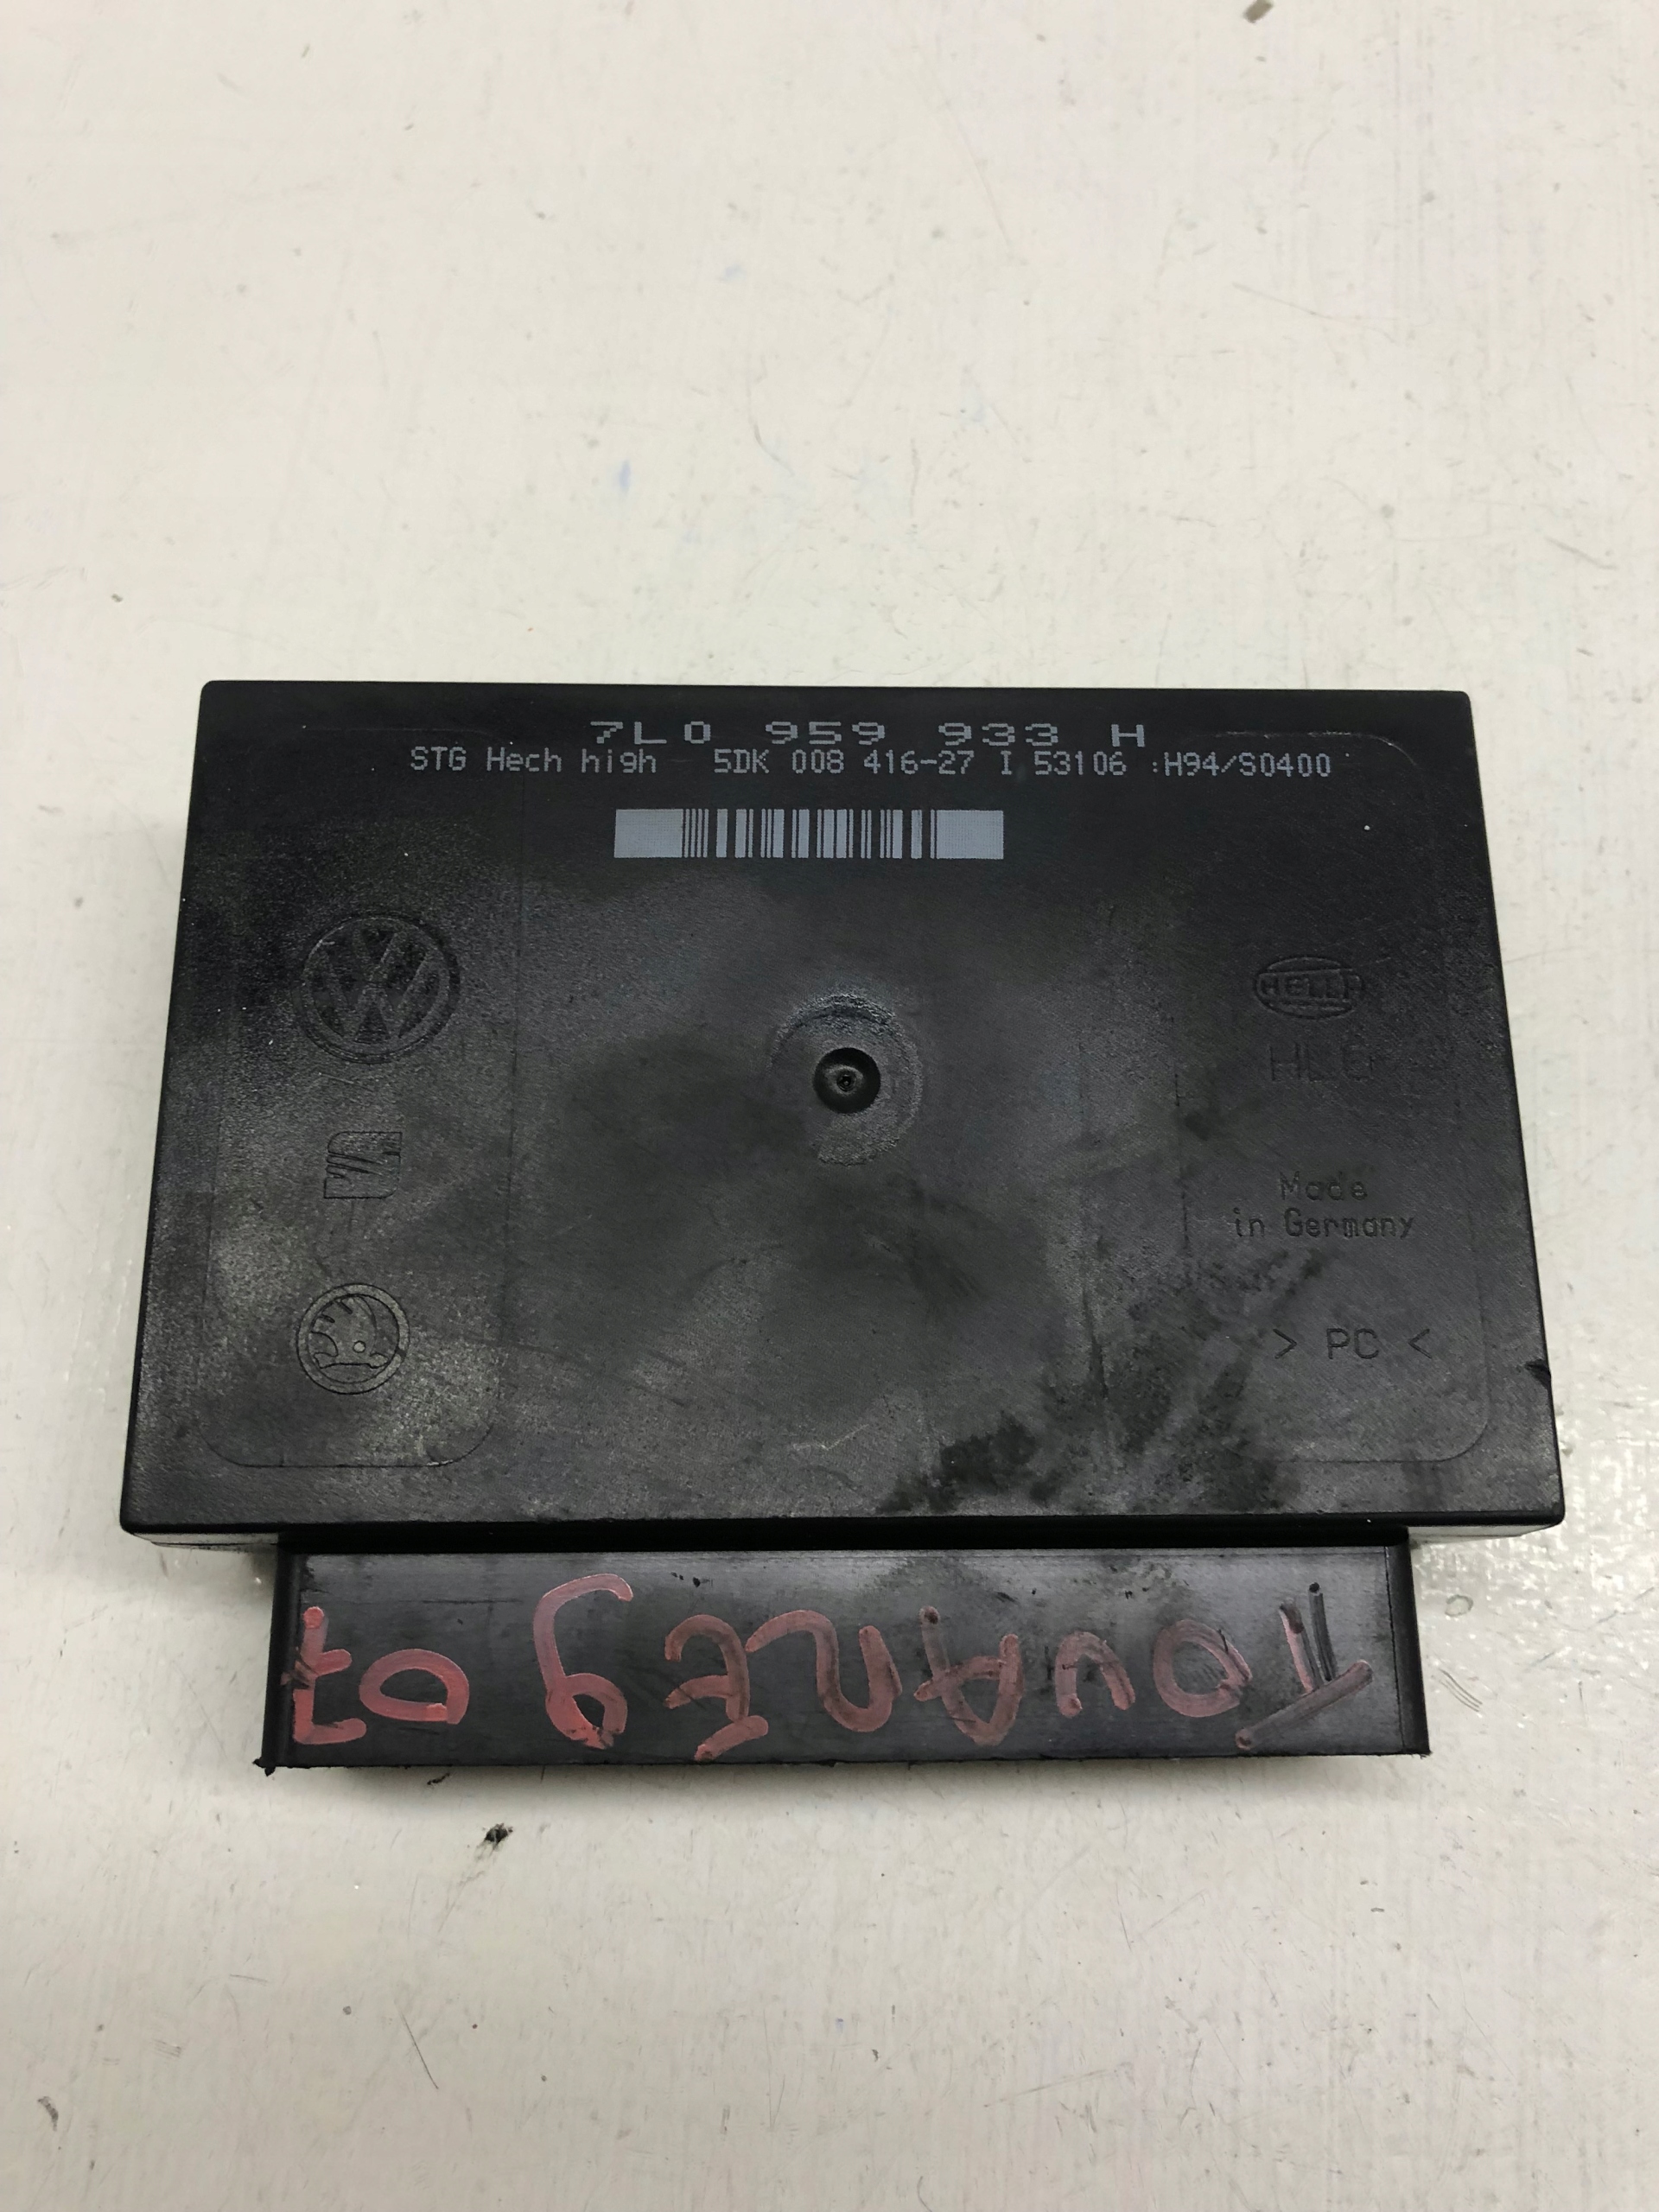 7L0 959 933 H
STG Hech high 5DK 008 416-27 I 53106 :H94/S0400
HELLA
Made
in Germany
> PC <
TOUAREG 07